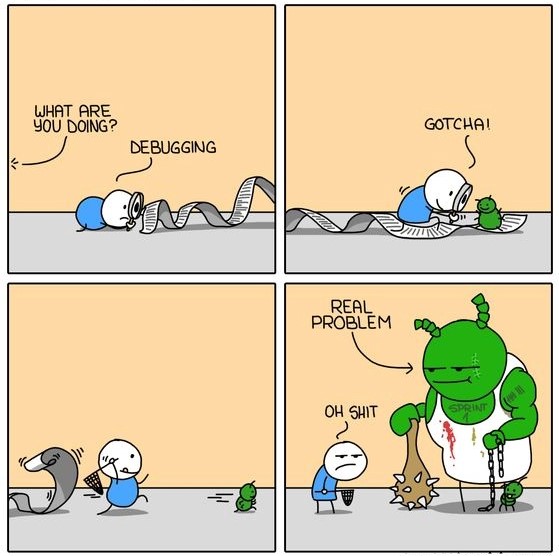 WHAT ARE
YOU DOING?
DEBUGGING
GOTCHA!
REAL
PROBLEM
OH SHIT
SPRINT
1